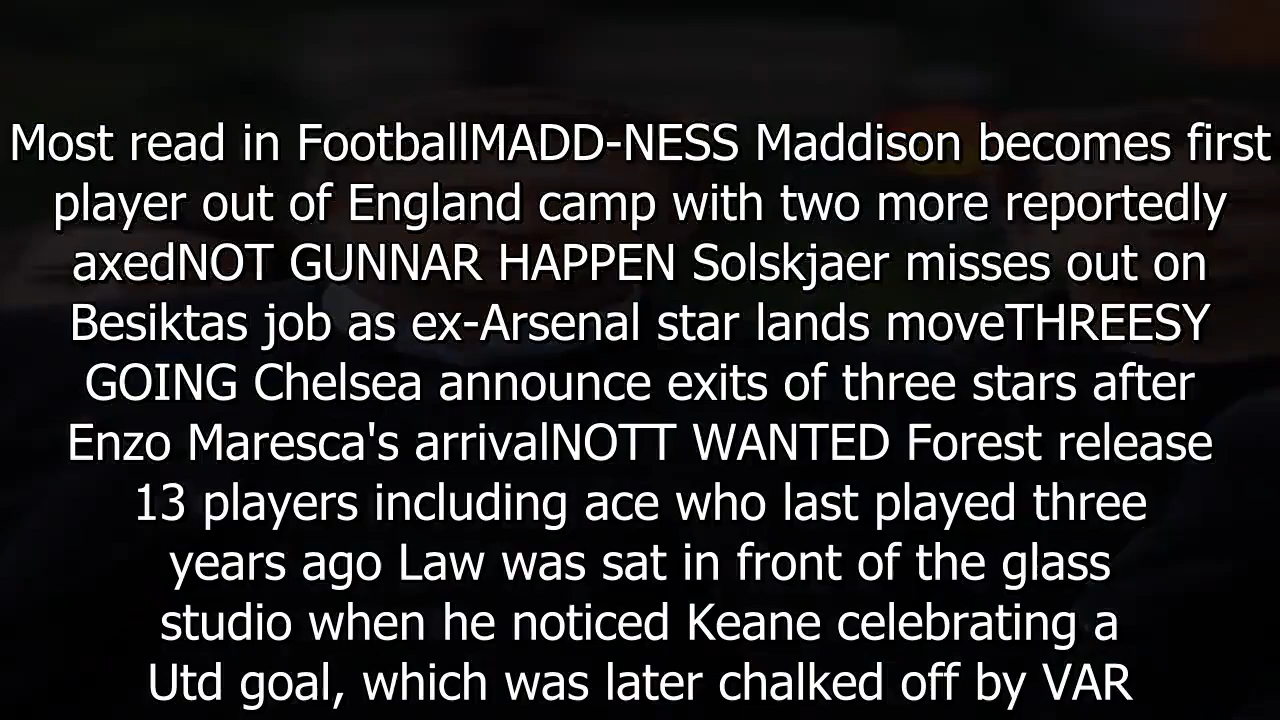 Most read in FootballMADD-NESS Maddison becomes first
player out of England camp with two more reportedly
axedNOT GUNNAR HAPPEN Solskjaer misses out on
Besiktas job as ex-Arsenal star lands moveTHREESY
GOING Chelsea announce exits of three stars after
Enzo Maresca's arrivalNOTT WANTED Forest release
13 players including ace who last played three
years ago Law was sat in front of the glass
studio when he noticed Keane celebrating a
Utd goal, which was later chalked off by VAR